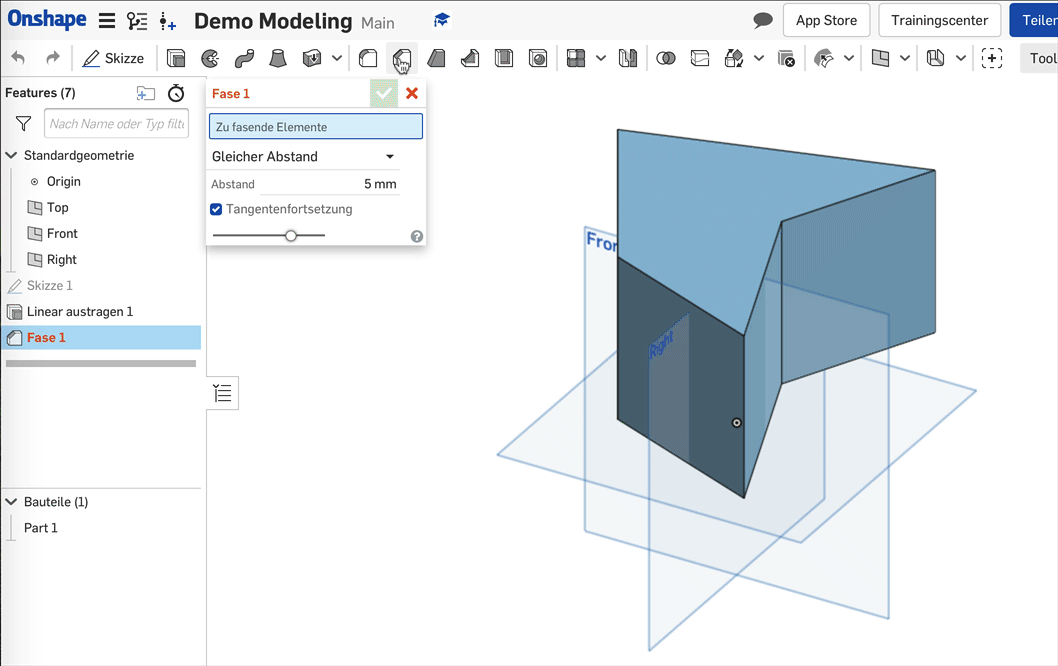 Onshape Demo Modeling Main App Store Trainingscenter Teiler
Skizze Tool
Features (7)
Nach Name oder Typ filte
Standardgeometrie
Origin
Top
Front
Right
Skizze 1
Linear austragen 1
Fase 1
Bauteile (1)
Part 1
Fase 1
Zu fasende Elemente
Gleicher Abstand
Abstand 5 mm
Tangentenfortsetzung
Fron
Right